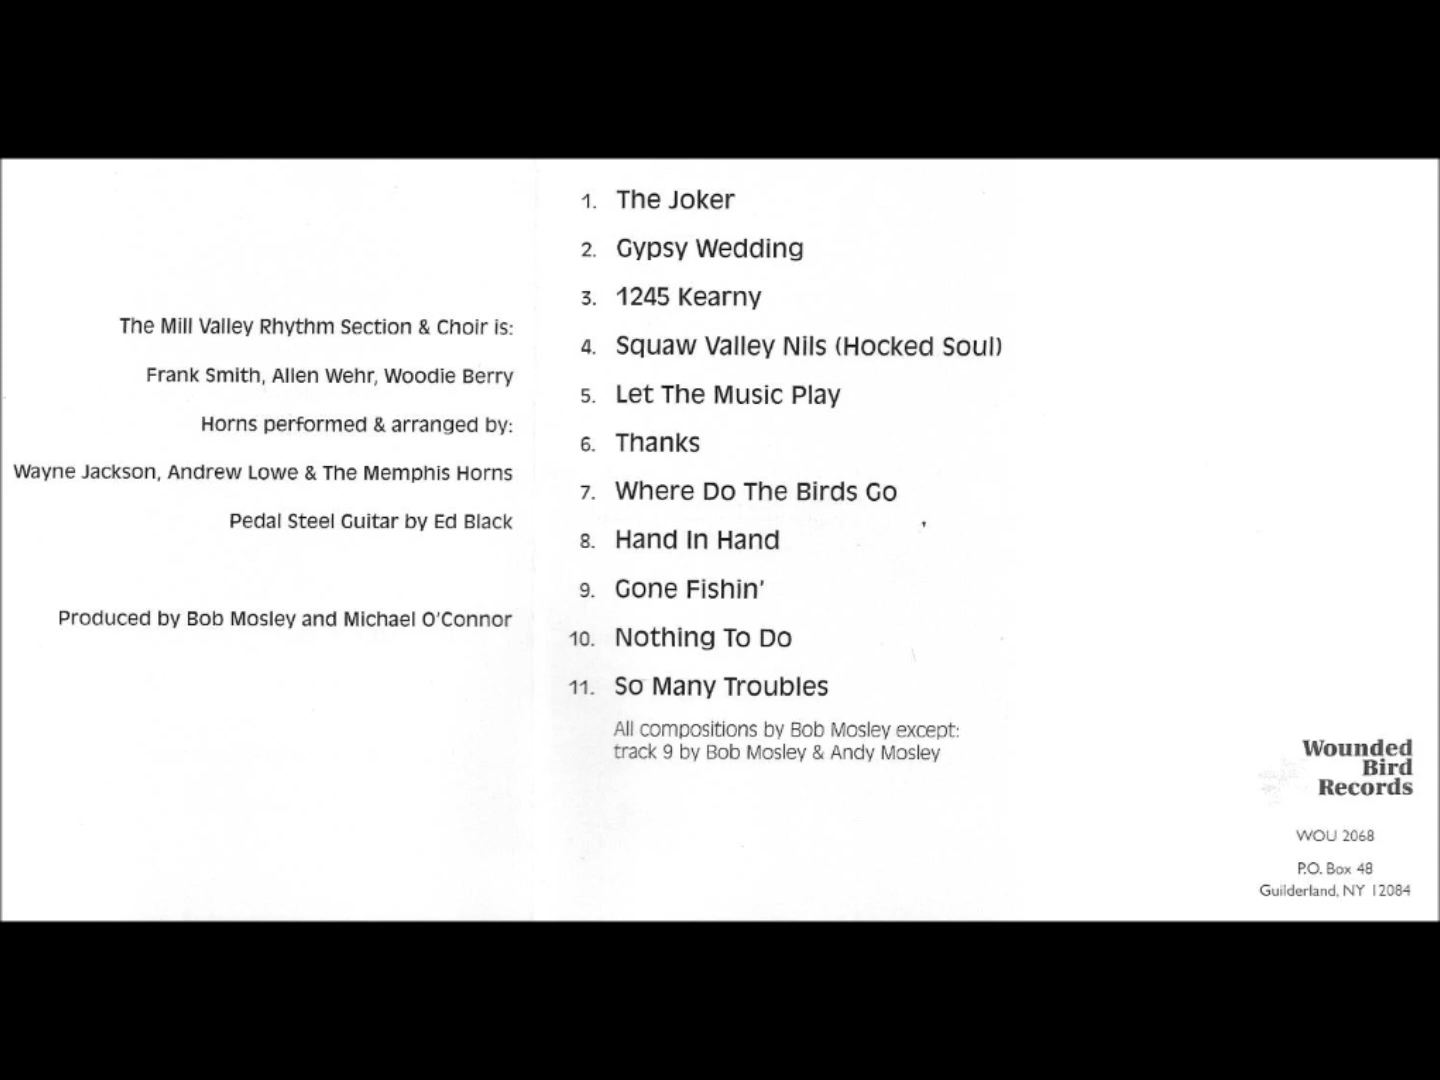 The Mill Valley Rhythm Section & Choir is:
Frank Smith, Allen Wehr, Woodie Berry
Horns performed & arranged by:
Wayne Jackson, Andrew Lowe & The Memphis Horns
Pedal Steel Guitar by Ed Black
Produced by Bob Mosley and Michael O'Connor
1. The Joker
2. Gypsy Wedding
3. 1245 Kearny
4. Squaw Valley Nils (Hocked Soul)
5. Let The Music Play
6. Thanks
7. Where Do The Birds Go
8. Hand In Hand
9. Gone Fishin'
10. Nothing To Do
11. So Many Troubles
All compositions by Bob Mosley except:
track 9 by Bob Mosley & Andy Mosley
Wounded
Bird
Records
WOU 2068
P.O. Box 48
Guilderland, NY 12084